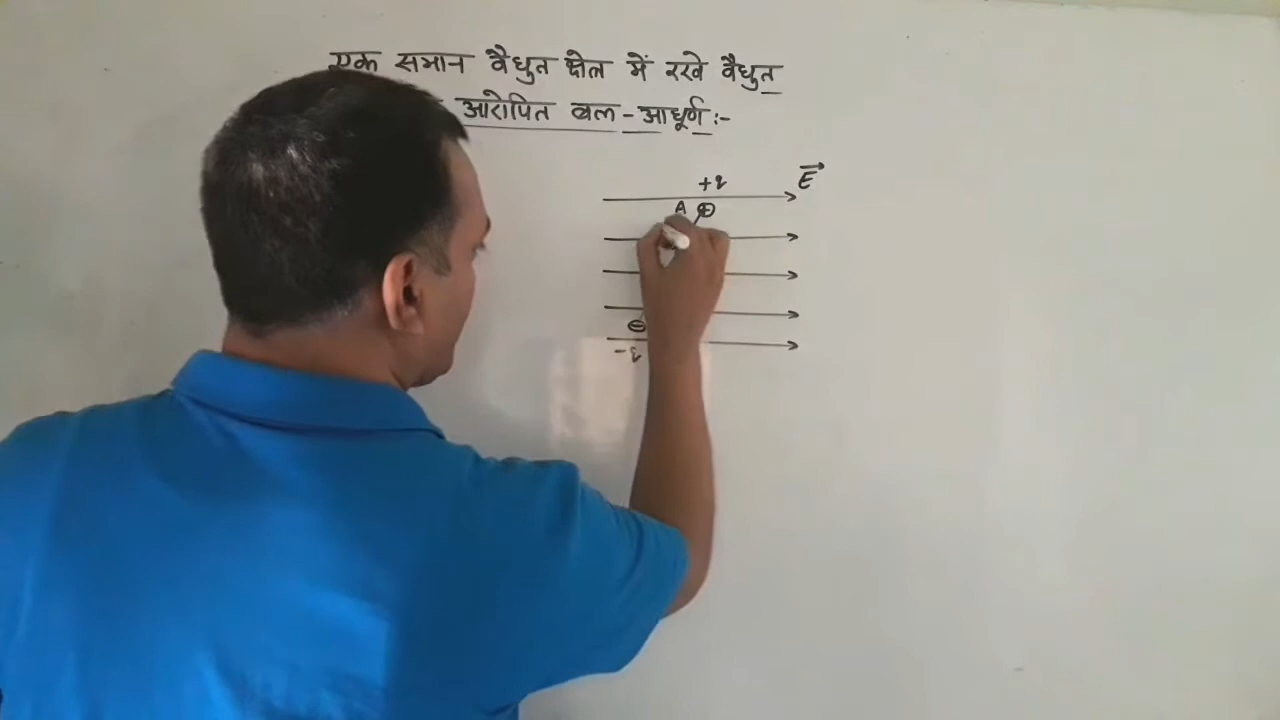 एक समान वैधुत क्षेत्र में रखे वैधुत
आरोपित बल-आघूर्ण :-
+q
E
A
-q